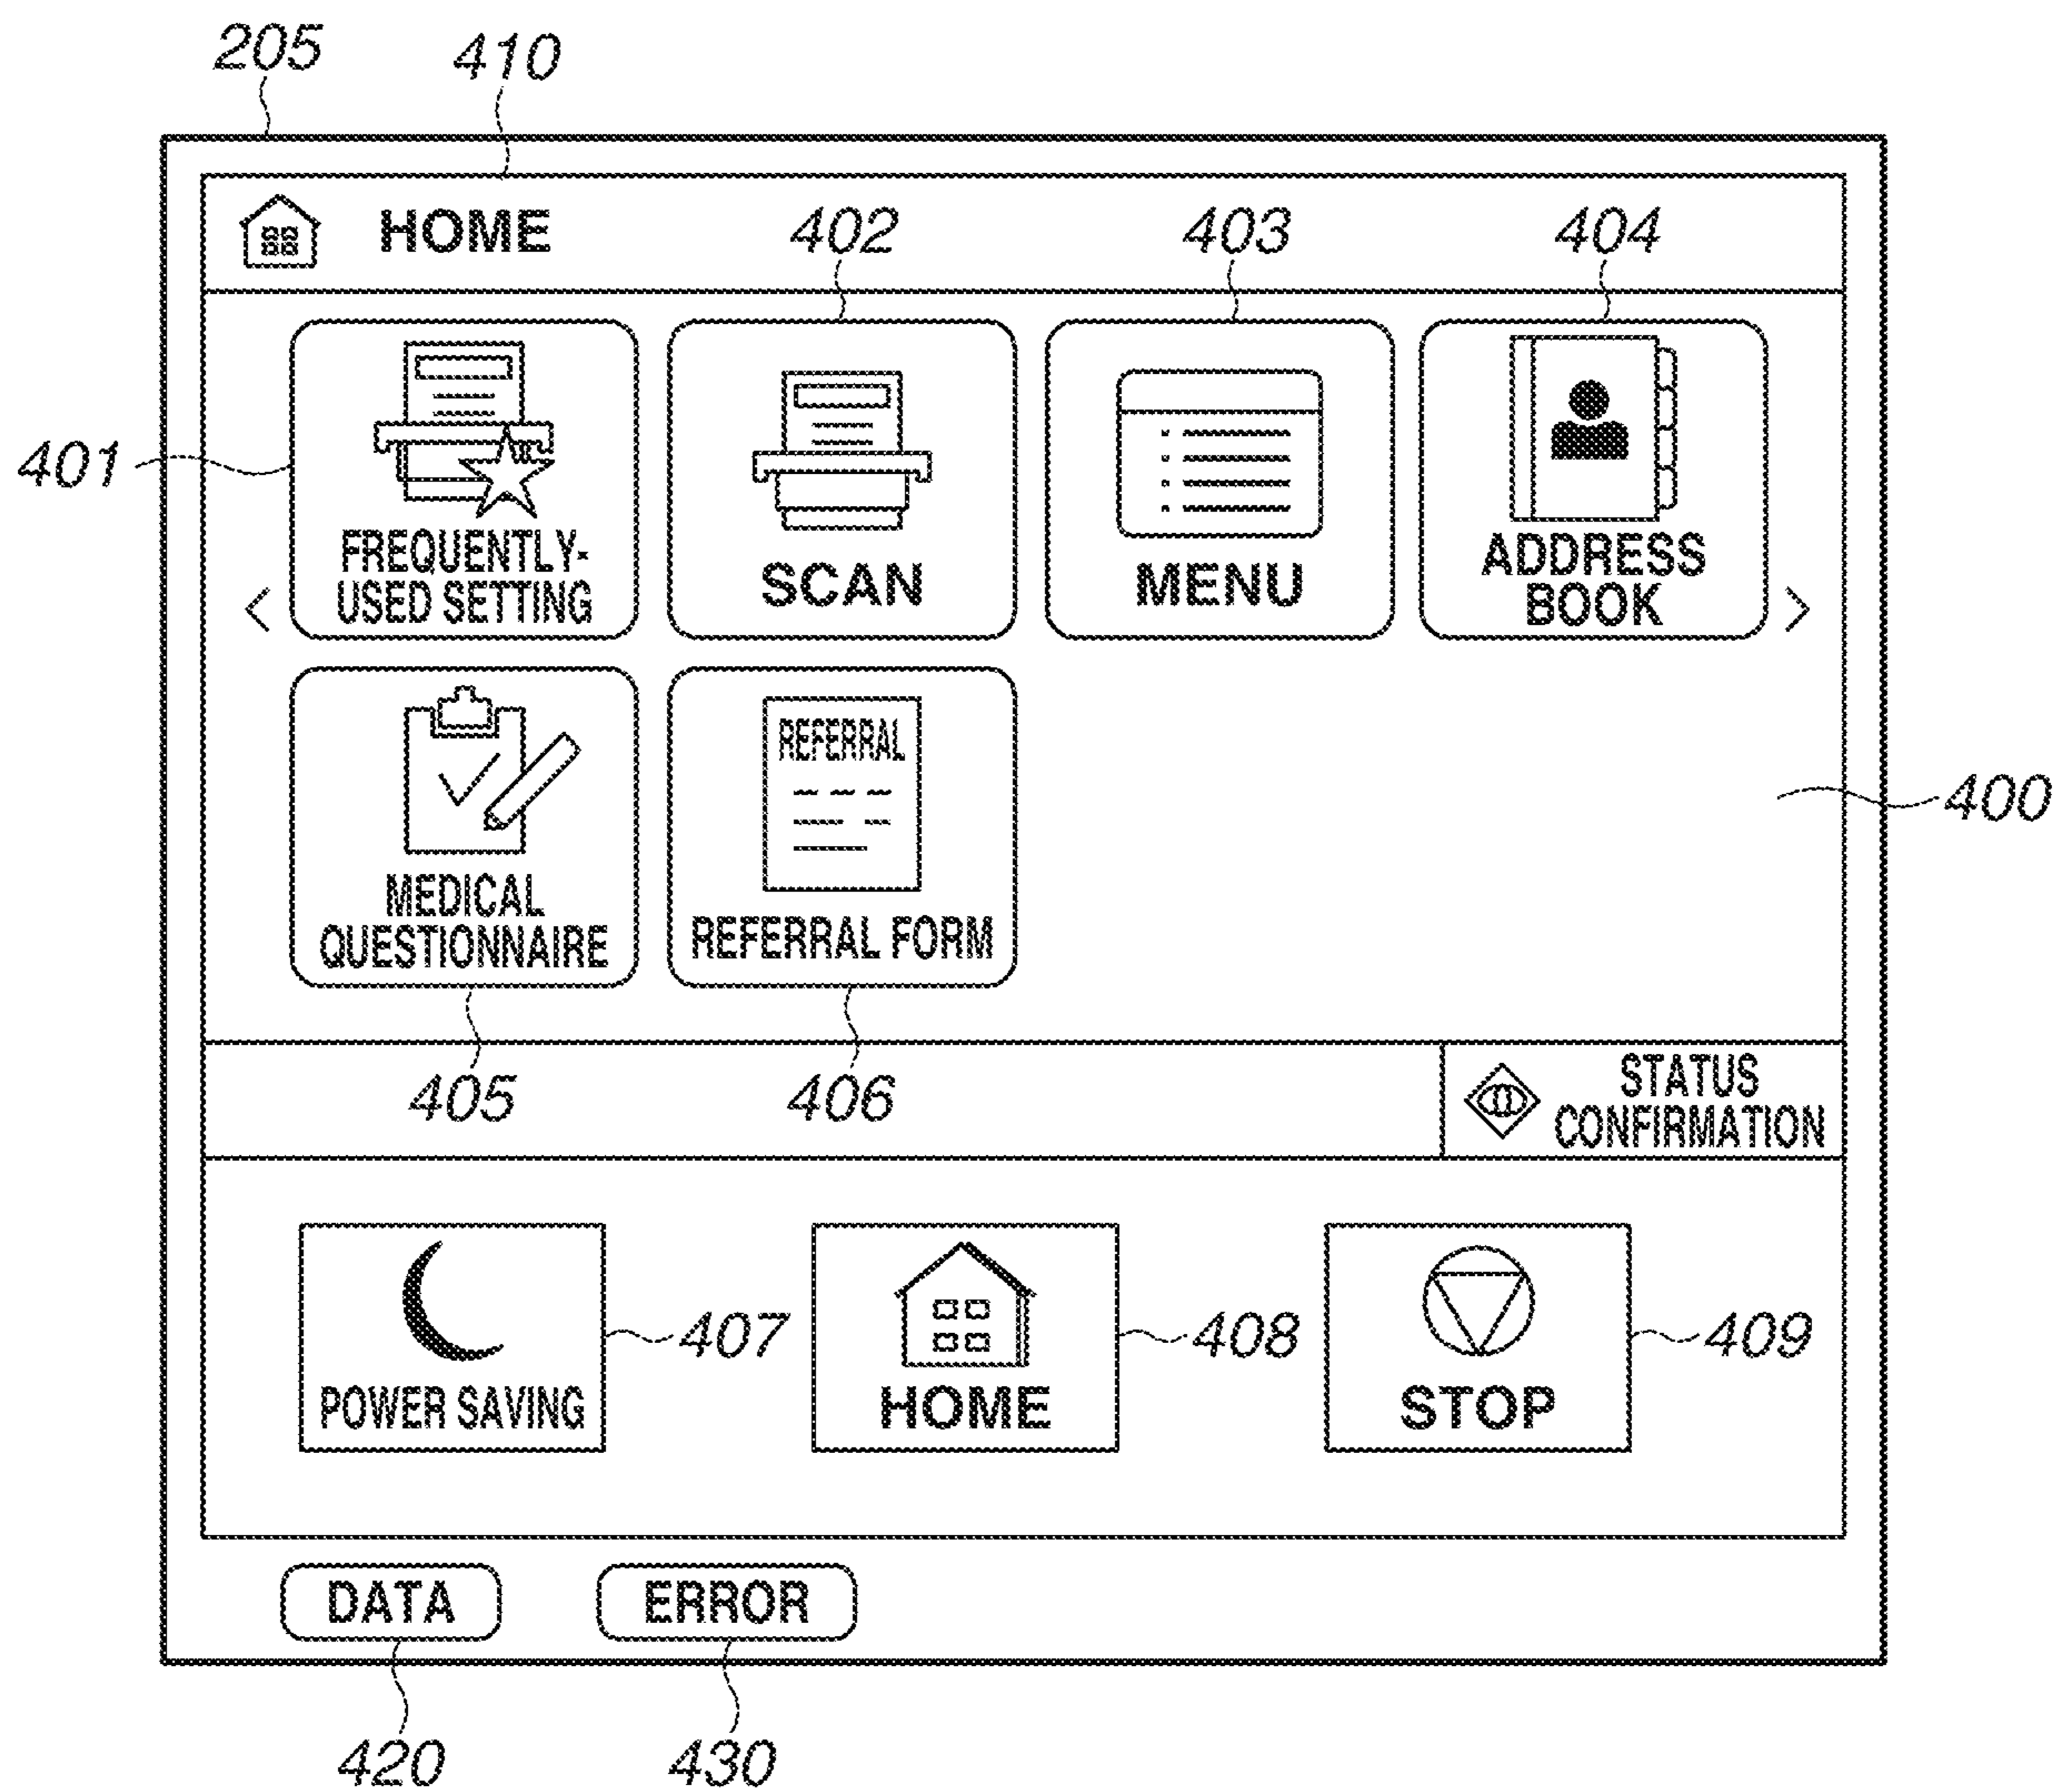 205
410
HOME
402
403
404
401
FREQUENTLY-
USED SETTING
SCAN
MENU
ADDRESS
BOOK
<
>
REFERRAL
400
MEDICAL
QUESTIONNAIRE
REFERRAL FORM
405
406
STATUS
CONFIRMATION
POWER SAVING
407
HOME
408
STOP
409
DATA
ERROR
420
430